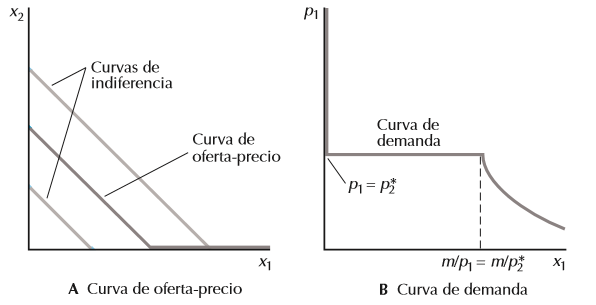 x2
Curvas de
indiferencia
Curva de
oferta-precio
x1
A Curva de oferta-precio
p1
Curva de
demanda
p1 = p2*
m/p1 = m/p2*
x1
B Curva de demanda